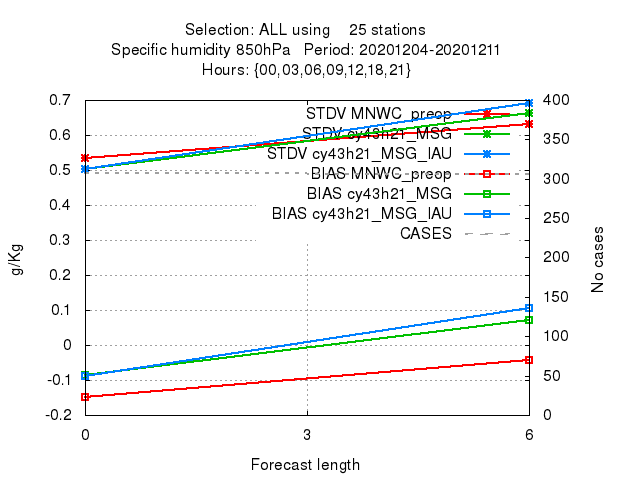 Selection: ALL using 25 stations
Specific humidity 850hPa Period: 20201204-20201211
Hours: {00,03,06,09,12,18,21}
0.7
0.6
0.5
0.4
0.3
0.2
0.1
0
-0.1
-0.2
g/Kg
STDV MNWC_preop
STDV cy43h21_MSG
STDV cy43h21_MSG_IAU
BIAS MNWC_preop
BIAS cy43h21_MSG
BIAS cy43h21_MSG_IAU
CASES
400
350
300
250
200
150
100
50
0
No cases
0 3 6
Forecast length